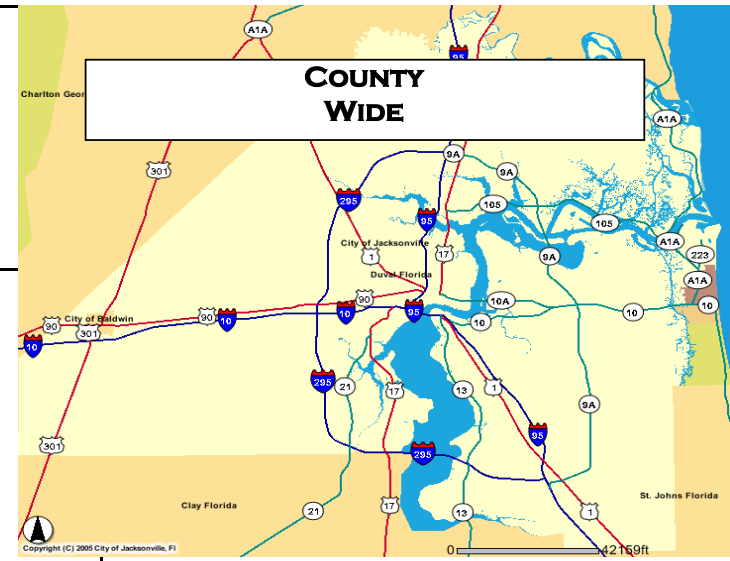 A1A
95
Charlton Geor
COUNTY
WIDE
A1A
301
9A
9A
295
95
105
105
City of Jacksonville
1
17
A1A
223
9A
Duval Florida
A1A
90
10A
90
City of Baldwin
90
10
10
95
10
10
301
10
10
295
21
17
13
1
9A
95
301
295
Clay Florida
17
St. Johns Florida
21
13
1
Copyright (C) 2005 City of Jacksonville, Fl
0
42159ft